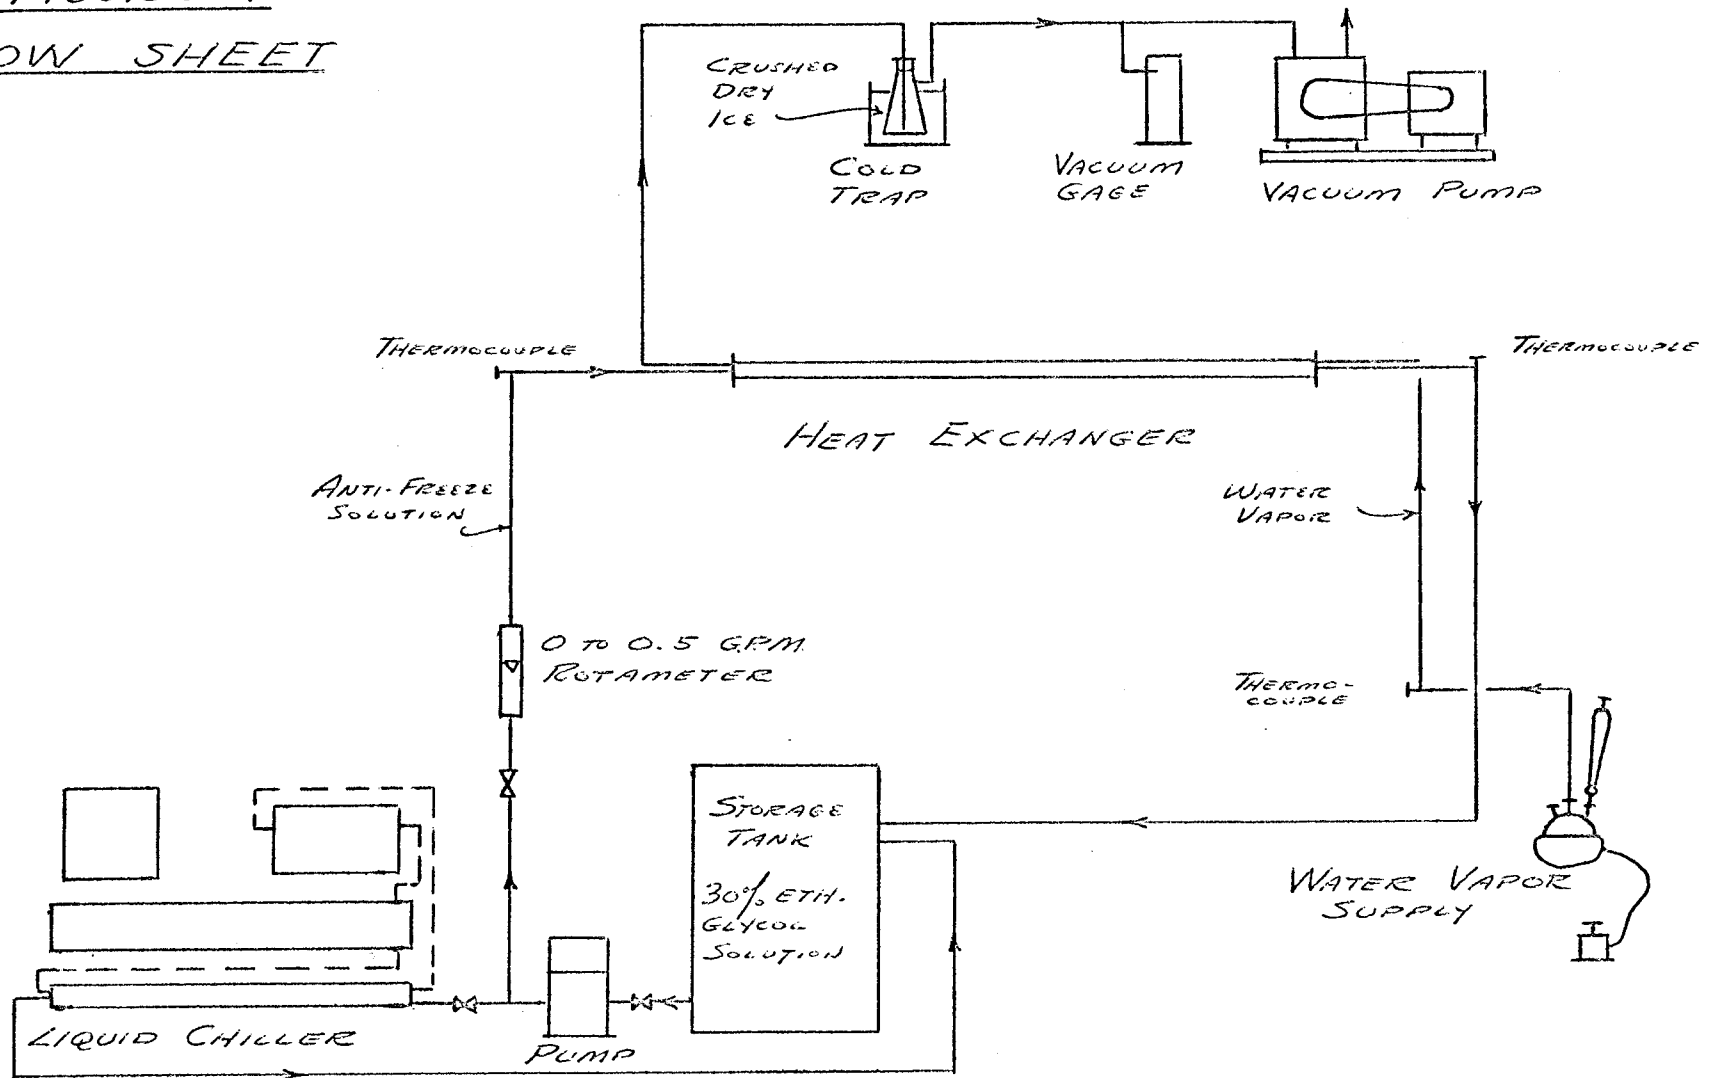 SHEET
CRUSHED
DRY
ICE
COLD
TRAP
VACUUM
GAGE
VACUUM PUMP
THERMOCOUPLE
THERMOCOUPLE
HEAT EXCHANGER
ANTI-FREEZE
SOLUTION
WATER
VAPOR
0 TO 0.5 G.P.M.
ROTAMETER
THERMO-
COUPLE
STORAGE
TANK
30% ETH.
GLYCOL
SOLUTION
WATER VAPOR
SUPPLY
LIQUID CHILLER
PUMP